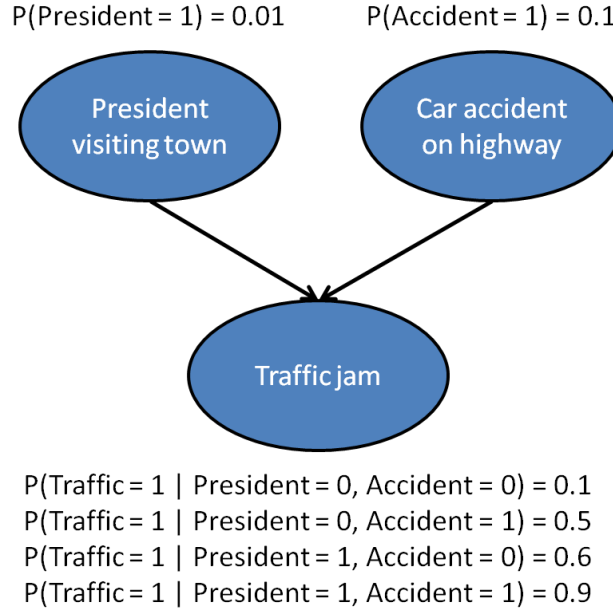 P(President = 1) = 0.01
P(Accident = 1) = 0.1
President
visiting town
Car accident
on highway
Traffic jam
P(Traffic = 1 | President = 0, Accident = 0) = 0.1
P(Traffic = 1 | President = 0, Accident = 1) = 0.5
P(Traffic = 1 | President = 1, Accident = 0) = 0.6
P(Traffic = 1 | President = 1, Accident = 1) = 0.9